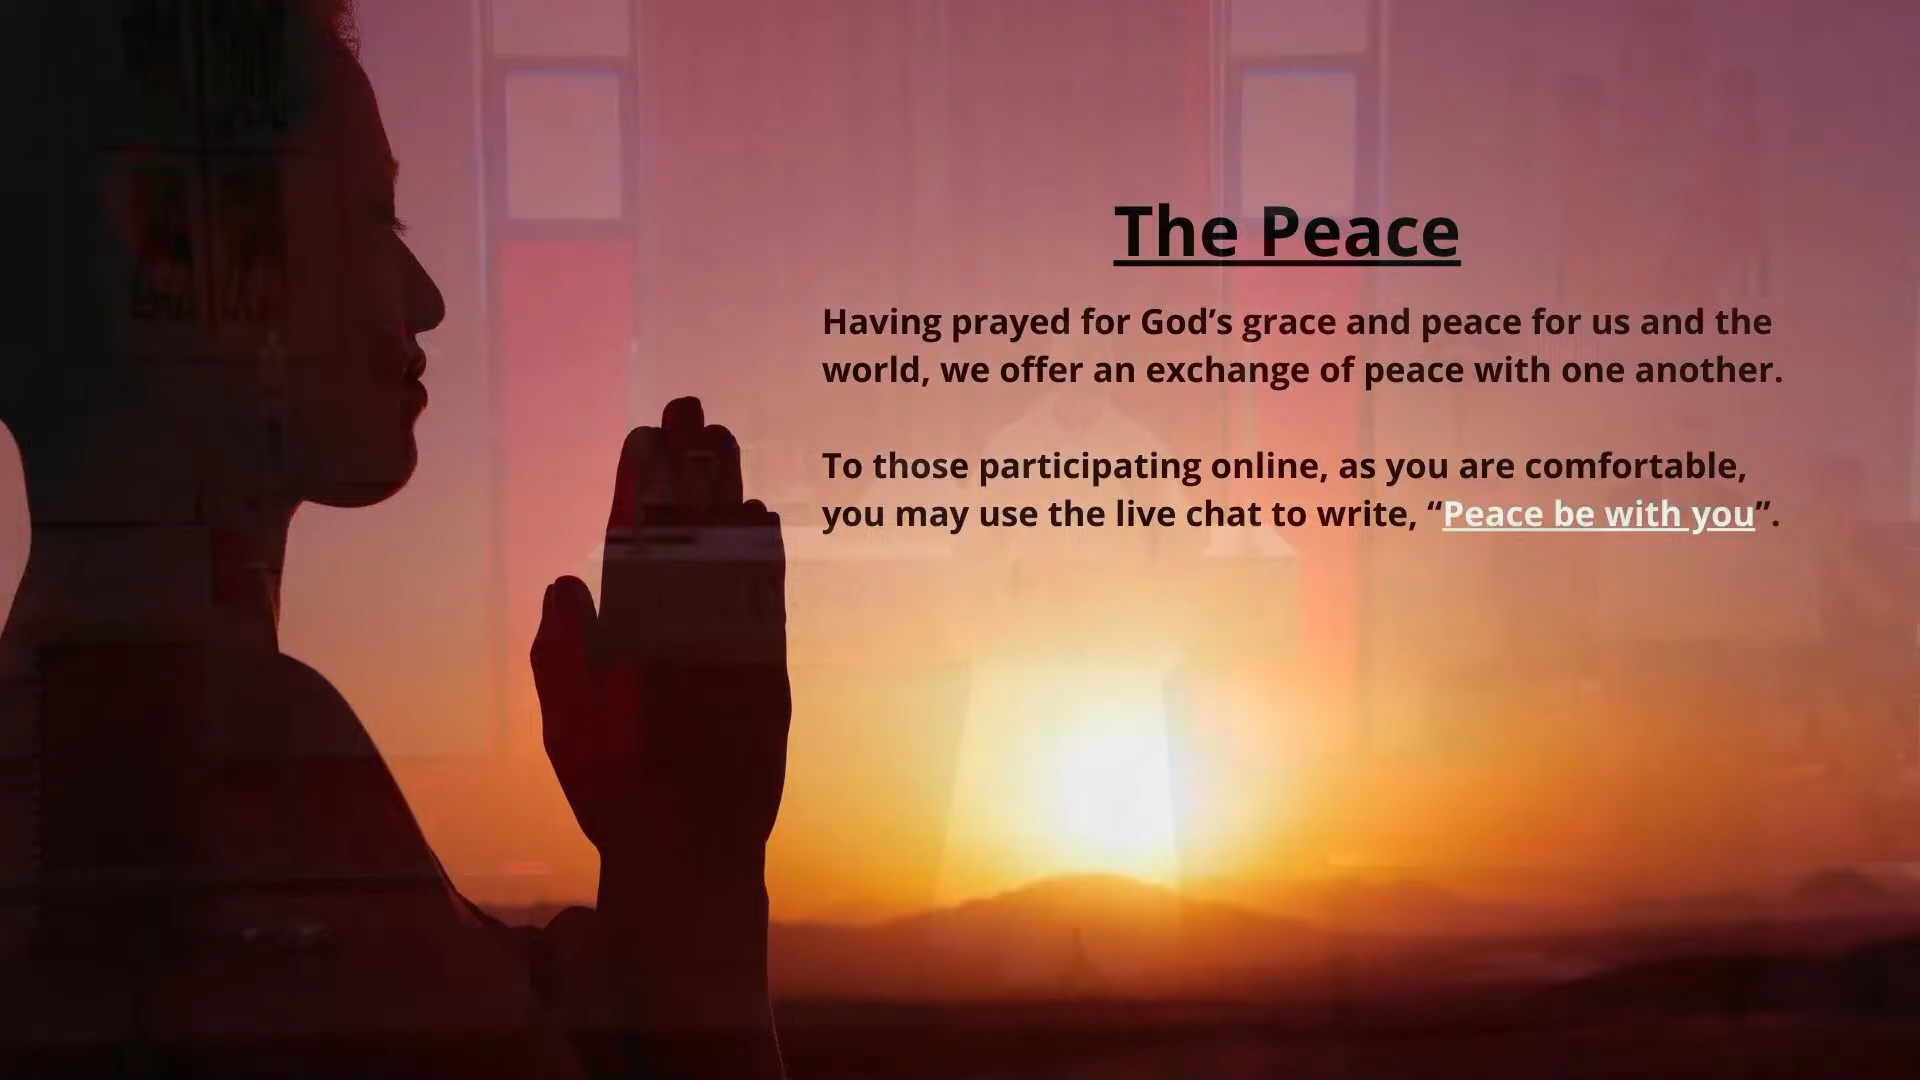 The Peace
Having prayed for God’s grace and peace for us and the
world, we offer an exchange of peace with one another.
To those participating online, as you are comfortable,
you may use the live chat to write, “Peace be with you”.